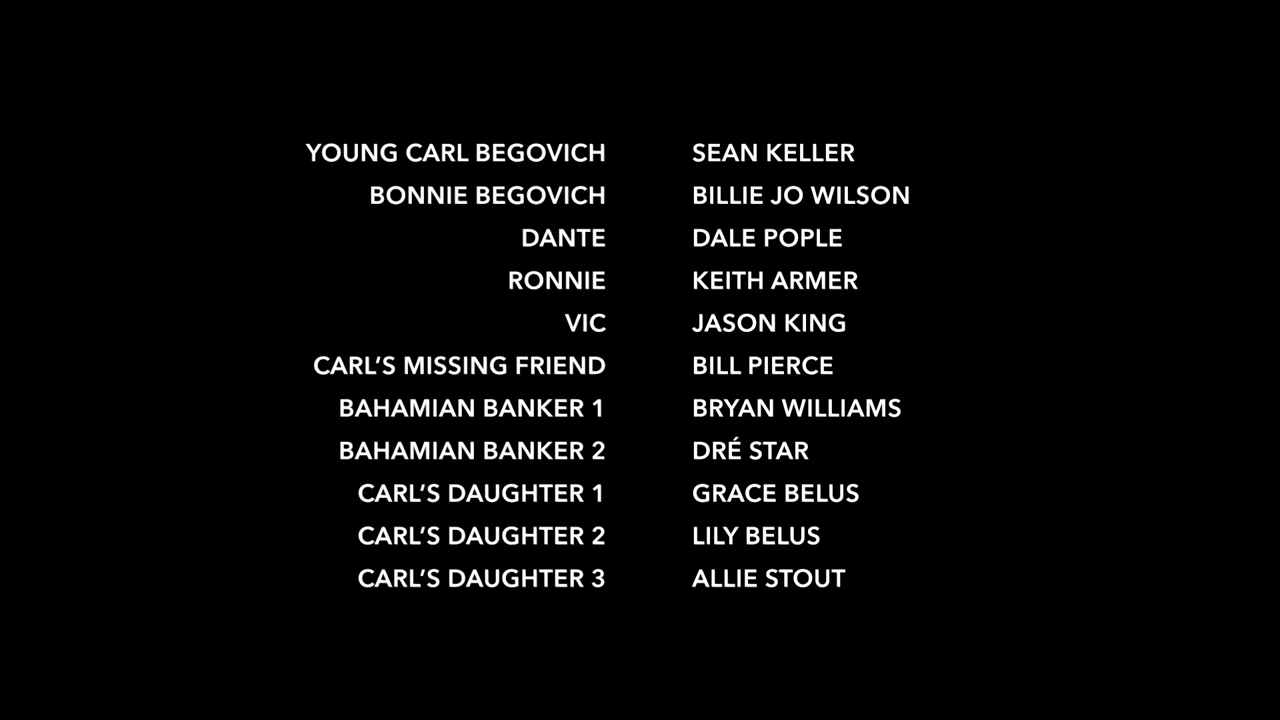 YOUNG CARL BEGOVICH SEAN KELLER
BONNIE BEGOVICH BILLIE JO WILSON
DANTE DALE POPLE
RONNIE KEITH ARMER
VIC JASON KING
CARL’S MISSING FRIEND BILL PIERCE
BAHAMIAN BANKER 1 BRYAN WILLIAMS
BAHAMIAN BANKER 2 DRÉ STAR
CARL’S DAUGHTER 1 GRACE BELUS
CARL’S DAUGHTER 2 LILY BELUS
CARL’S DAUGHTER 3 ALLIE STOUT